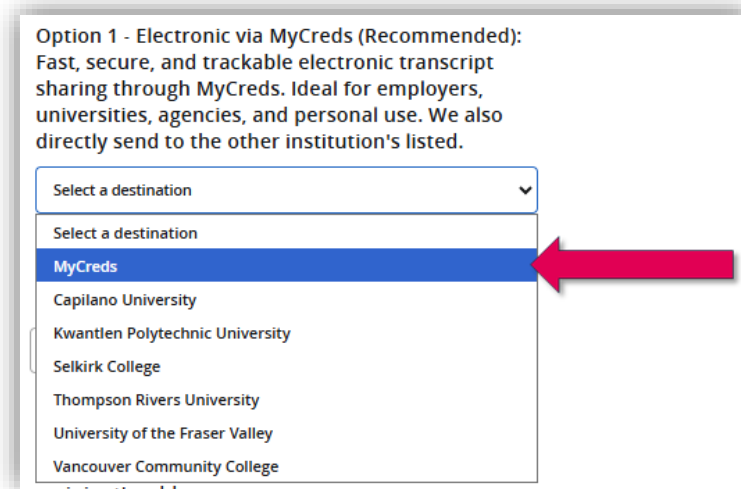 Option 1 - Electronic via MyCreds (Recommended):
Fast, secure, and trackable electronic transcript
sharing through MyCreds. Ideal for employers,
universities, agencies, and personal use. We also
directly send to the other institution's listed.
Select a destination
Select a destination
MyCreds
Capilano University
Kwantlen Polytechnic University
Selkirk College
Thompson Rivers University
University of the Fraser Valley
Vancouver Community College